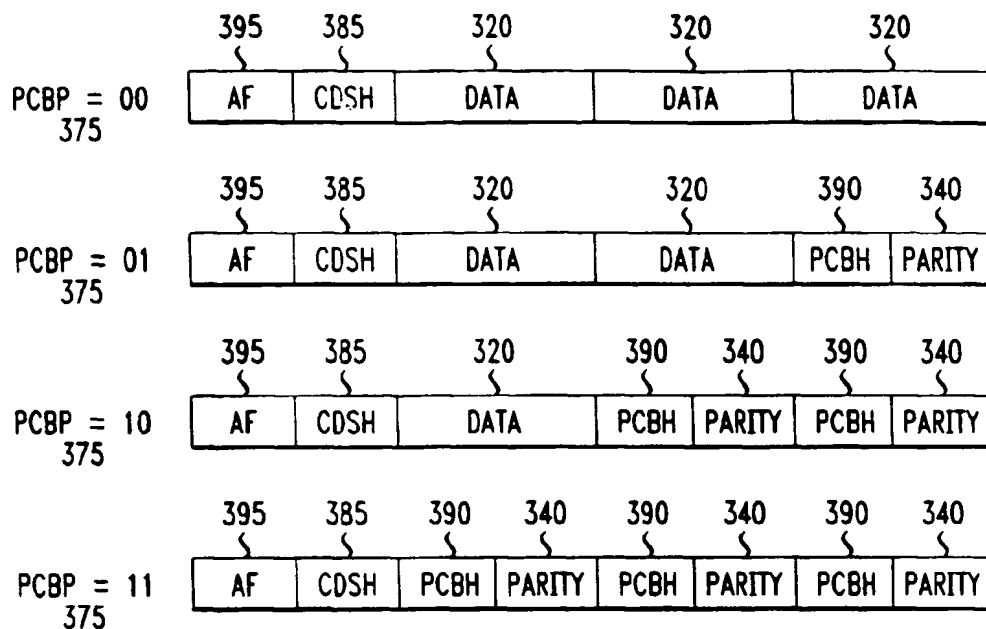 395 385 320 320 320
PCBP = 00 AF CDSH DATA DATA DATA
375
395 385 320 320 390 340
PCBP = 01 AF CDSH DATA DATA PCBH PARITY
375
395 385 320 390 340 390 340
PCBP = 10 AF CDSH DATA PCBH PARITY PCBH PARITY
375
395 385 390 340 390 340 390 340
PCBP = 11 AF CDSH PCBH PARITY PCBH PARITY PCBH PARITY
375